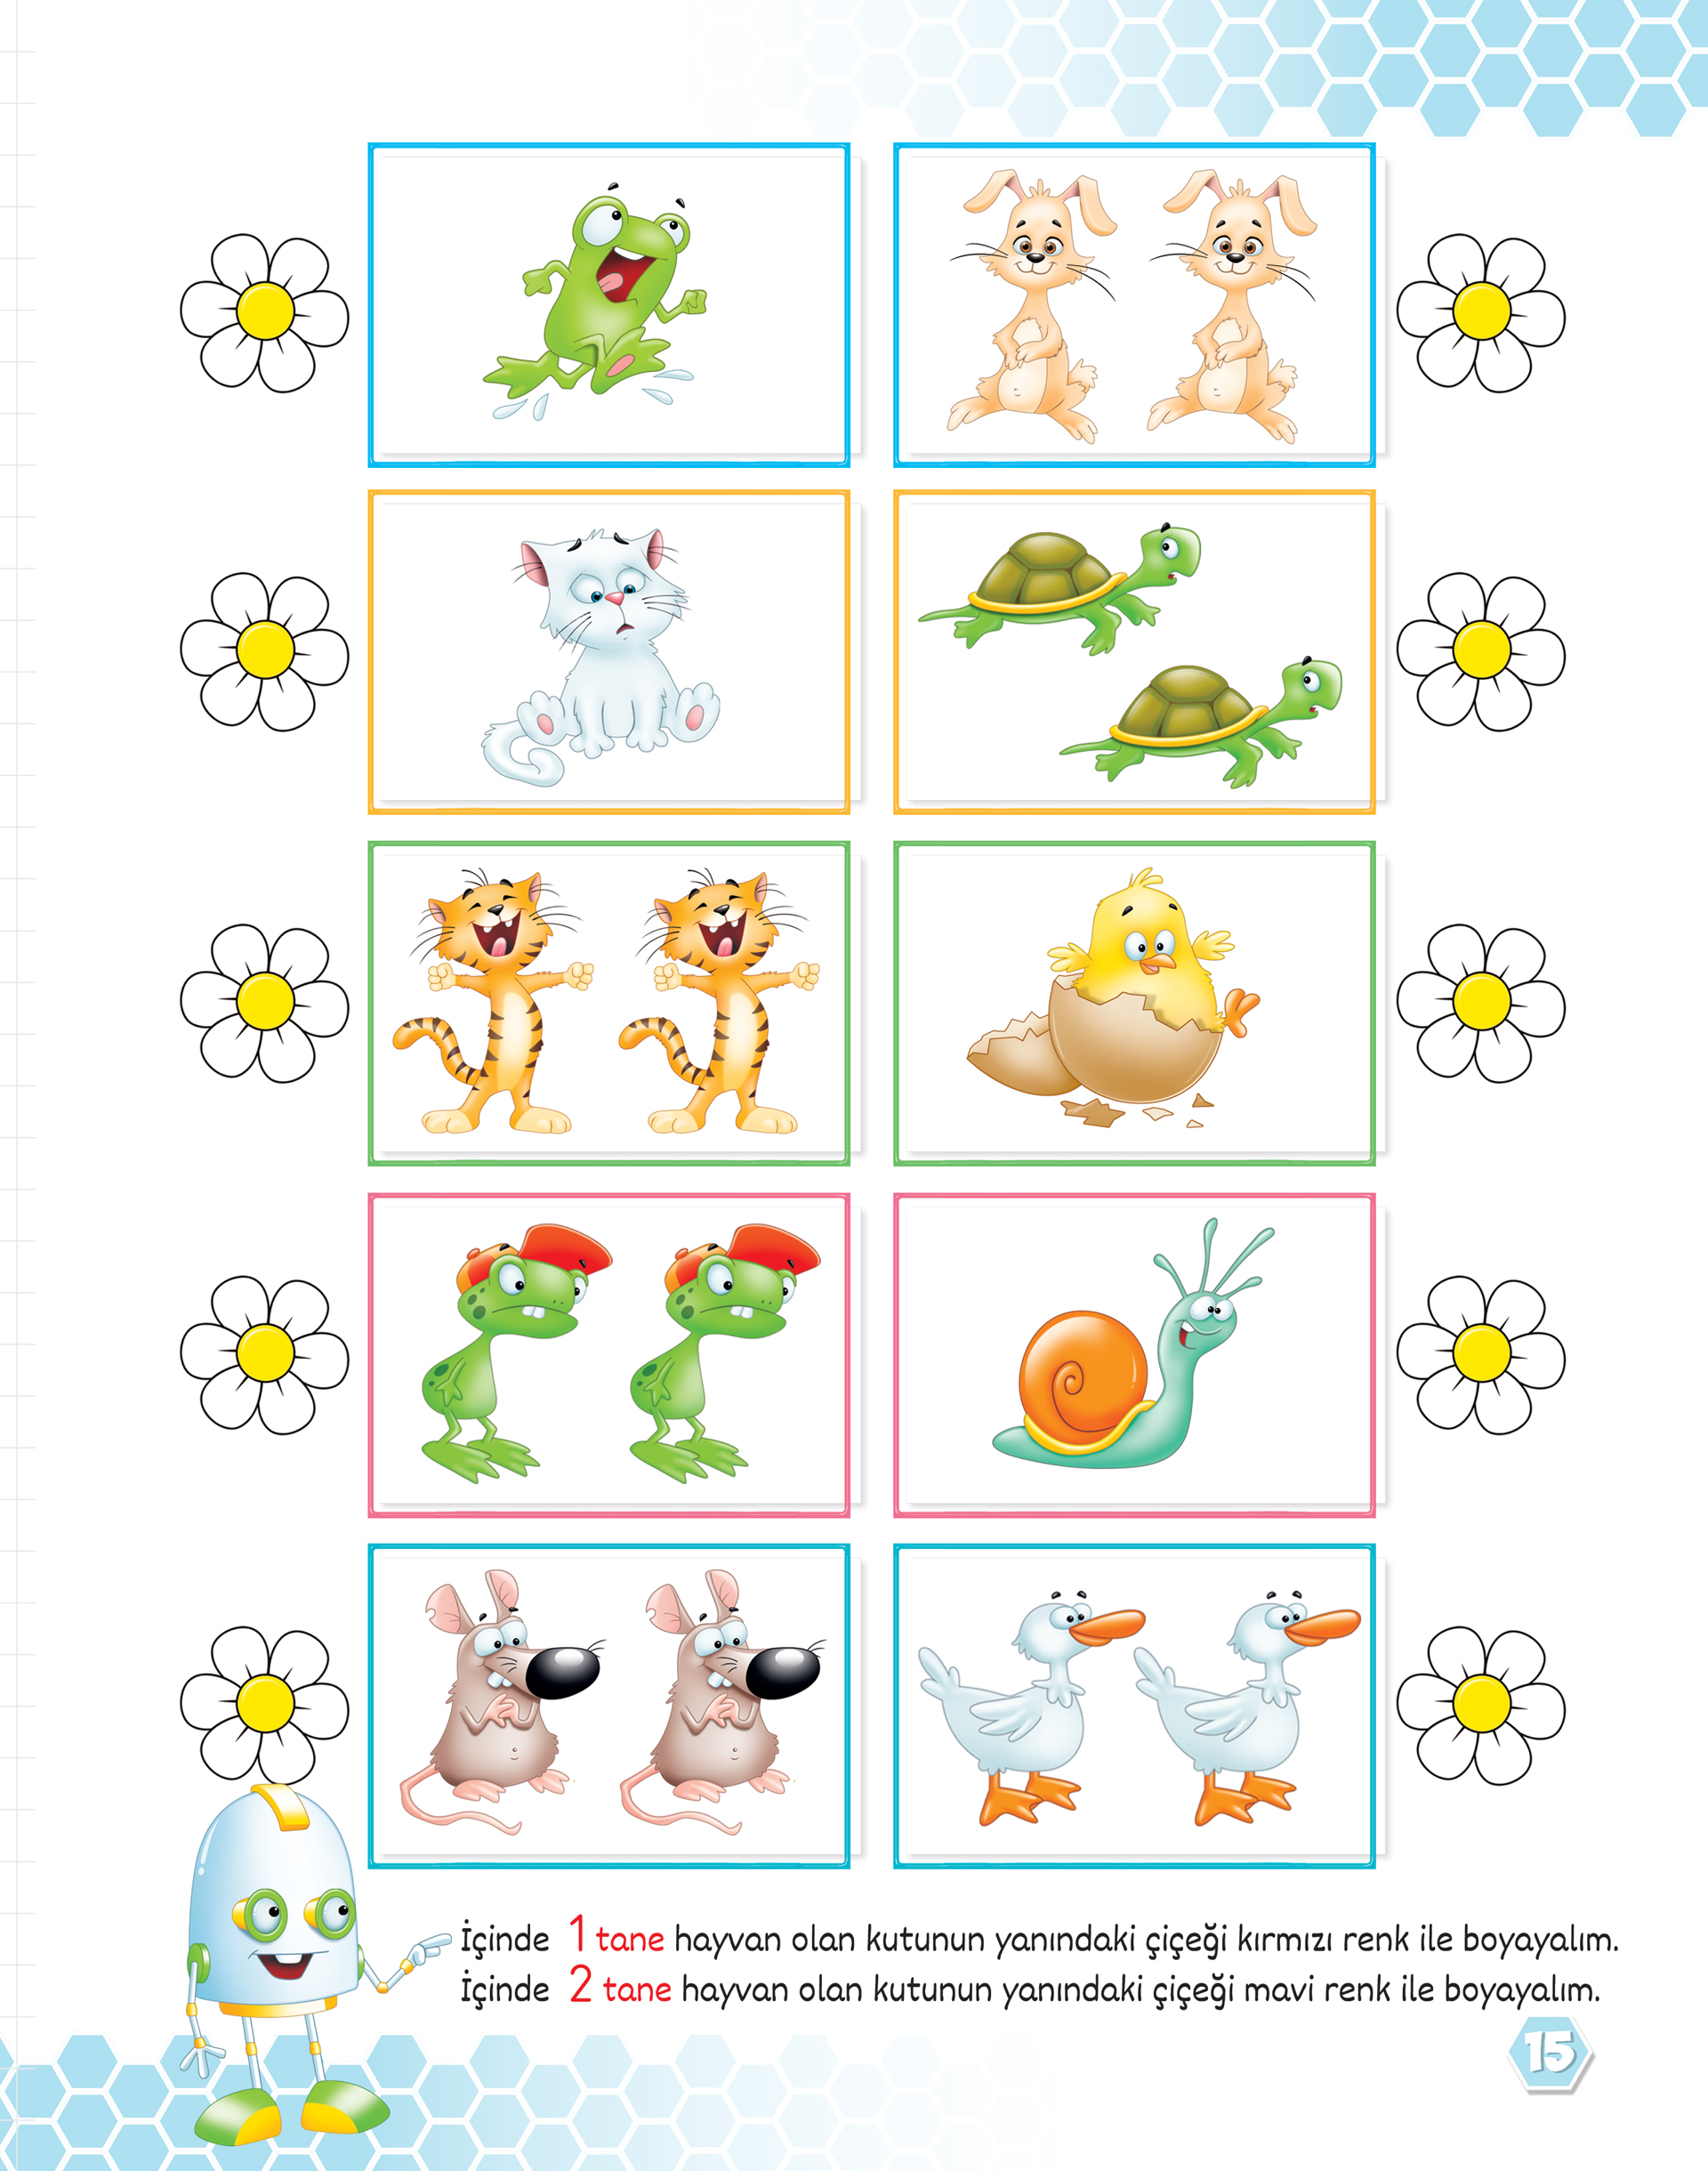 İçinde 1 tane hayvan olan kutunun yanındaki çiçeği kırmızı renk ile boyayalım.
İçinde 2 tane hayvan olan kutunun yanındaki çiçeği mavi renk ile boyayalım.
15